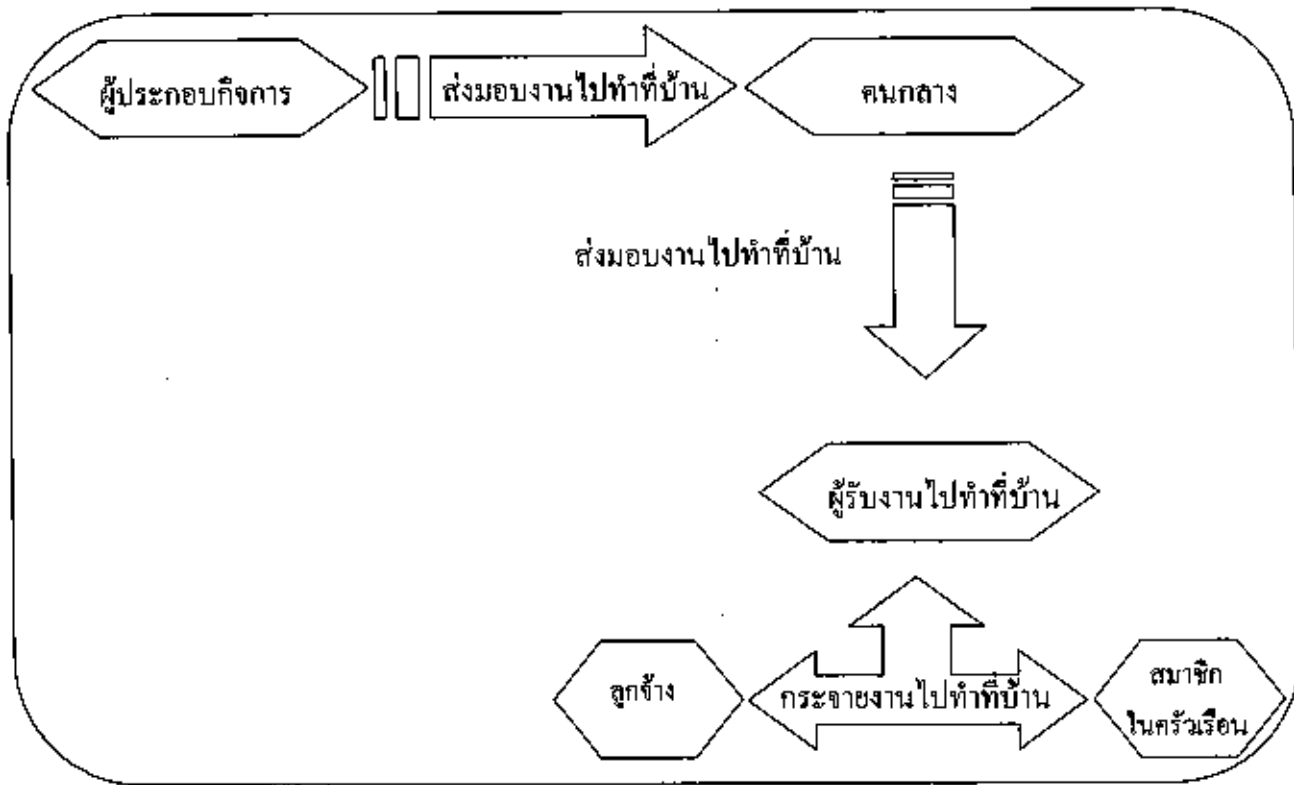 ผู้ประกอบกิจการ
ส่งมอบงานไปทำที่บ้าน
คนกลาง
ส่งมอบงานไปทำที่บ้าน
ผู้รับงานไปทำที่บ้าน
ลูกจ้าง
กระจายงานไปทำที่บ้าน
สมาชิก
ในครัวเรือน